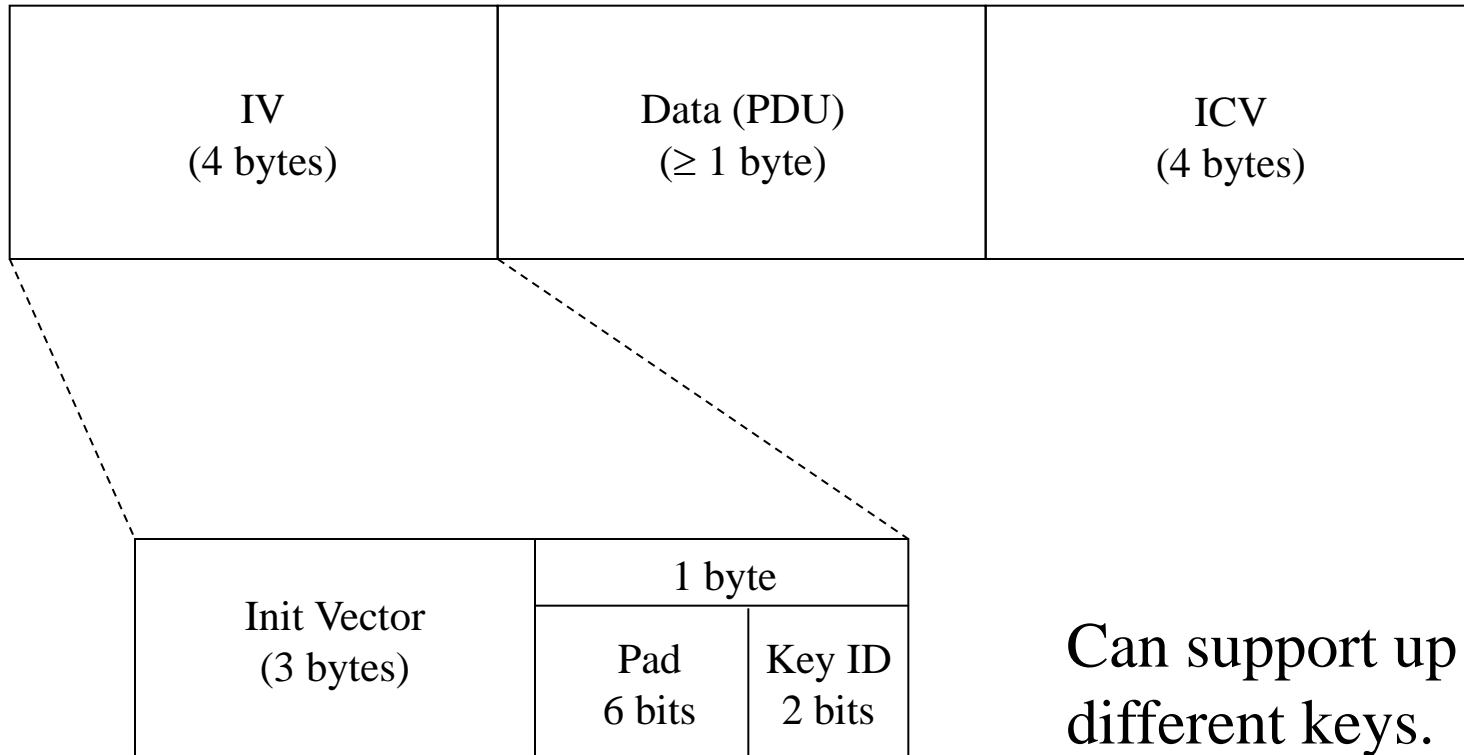 IV
(4 bytes)
Data (PDU)
(≥ 1 byte)
ICV
(4 bytes)
Init Vector
(3 bytes)
1 byte
Pad
6 bits
Key ID
2 bits
Can support up
different keys.